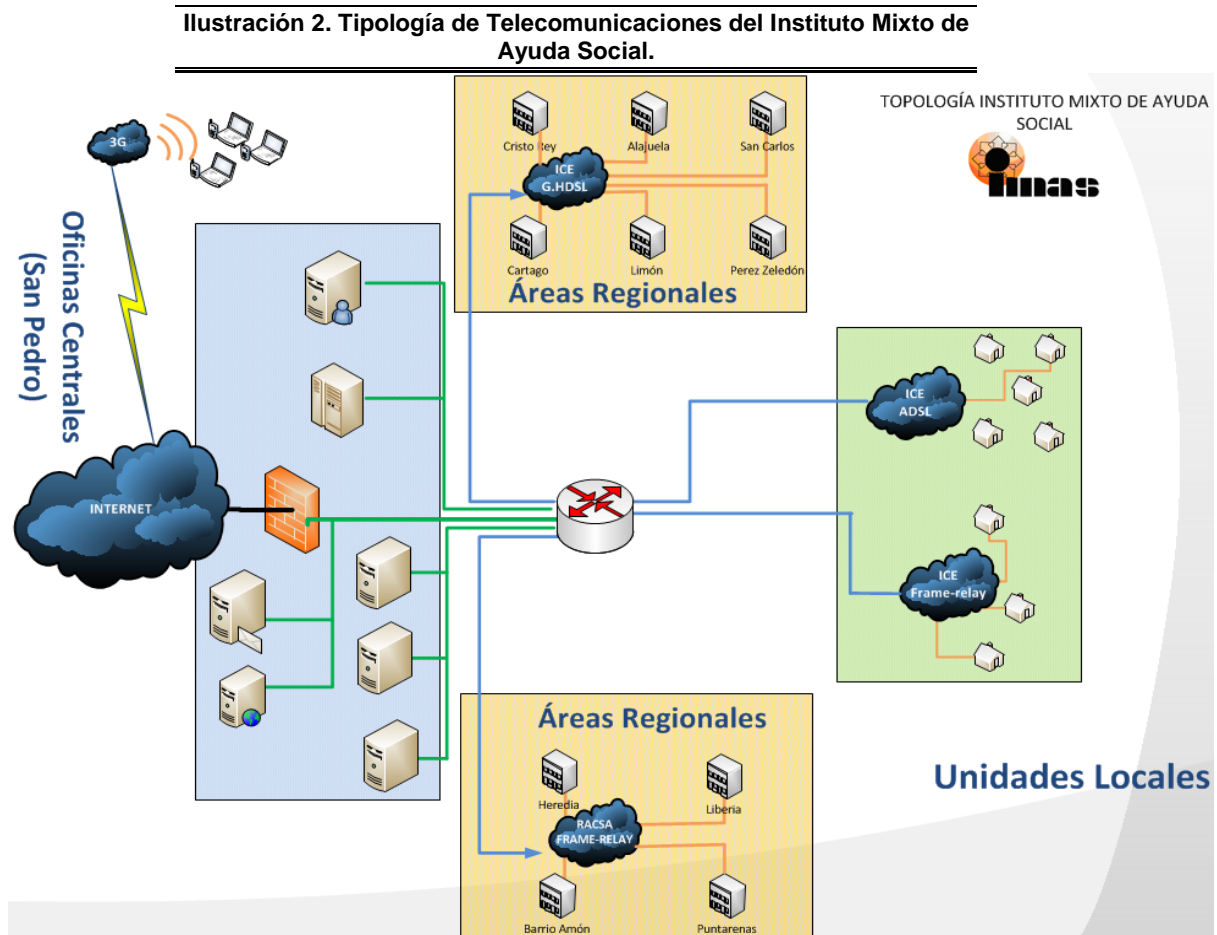 Ilustración 2. Tipología de Telecomunicaciones del Instituto Mixto de
Ayuda Social.
TOPOLOGÍA INSTITUTO MIXTO DE AYUDA
SOCIAL
imas
3G
Oficinas Centrales
(San Pedro)
INTERNET
Cristo Rey
Alajuela
San Carlos
ICE
G.HDSL
Cartago
Limón
Perez Zeledón
Áreas Regionales
ICE
ADSL
ICE
Frame-relay
Unidades Locales
Áreas Regionales
Heredia
Liberia
RACSA
FRAME-RELAY
Barrio Amón
Puntarenas